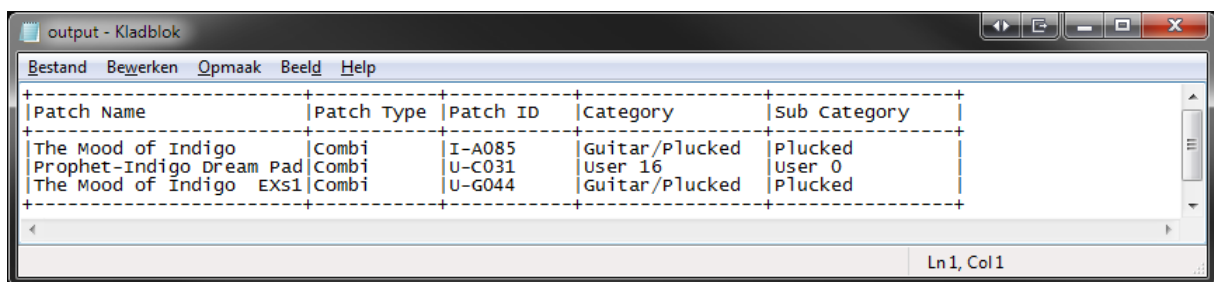 output - Kladblok
Bestand Bewerken Opmaak Beeld Help
+------------------------+-----------+-----------+----------------+----------------+
|Patch Name              |Patch Type |Patch ID   |Category        |Sub Category    |
+------------------------+-----------+-----------+----------------+----------------+
|The Mood of Indigo      |Combi      |I-A085     |Guitar/Plucked  |Plucked         |
|Prophet-Indigo Dream Pad|Combi      |U-C031     |User 16         |User 0          |
|The Mood of Indigo  EXs1|Combi      |U-G044     |Guitar/Plucked  |Plucked         |
+------------------------+-----------+-----------+----------------+----------------+
Ln 1, Col 1